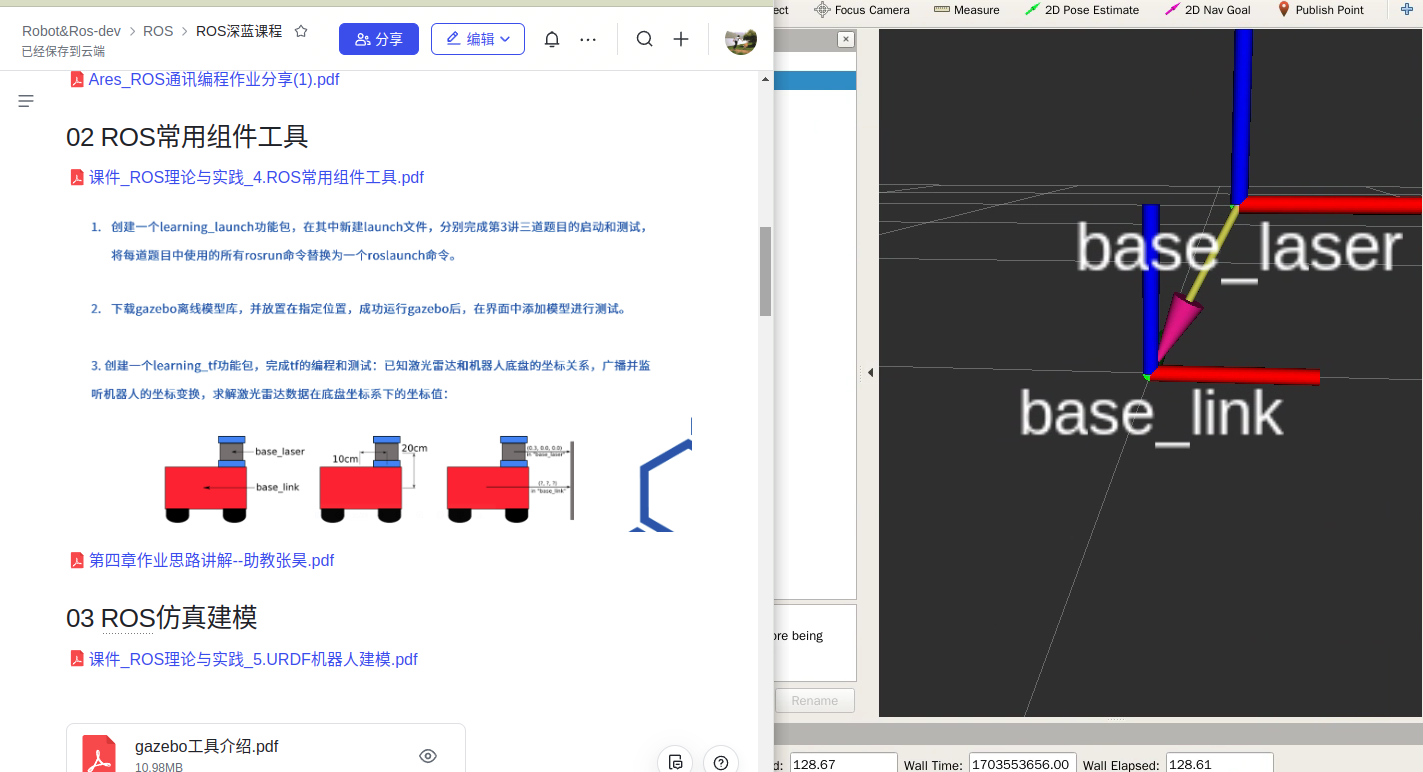 Robot&Ros-dev > ROS > ROS深蓝课程
已经保存到云端
分享
编辑
Ares_ROS通讯编程作业分享(1).pdf
02 ROS常用组件工具
课件_ROS理论与实践_4.ROS常用组件工具.pdf
1. 创建一个learning_launch功能包，在其中新建launch文件，分别完成第3讲三道题目的启动和测试，
将每道题目中使用的所有rosrun命令替换为一个roslaunch命令。
2. 下载gazebo离线模型库，并放置在指定位置，成功运行gazebo后，在界面中添加模型进行测试。
3. 创建一个learning_tf功能包，完成tf的编程和测试：已知激光雷达和机器人底盘的坐标关系，广播并监
听机器人的坐标变换，求解激光雷达数据在底盘坐标系下的坐标值：
base_laser
base_link
10cm
20cm
(0.3, 0.0, 0.0)
in "base_laser"
(?, ?, ?)
in "base_link"
第四章作业思路讲解--助教张昊.pdf
03 ROS仿真建模
课件_ROS理论与实践_5.URDF机器人建模.pdf
gazebo工具介绍.pdf
10.98MB
ect
Focus Camera
Measure
2D Pose Estimate
2D Nav Goal
Publish Point
base_laser
base_link
ore being
Rename
d: 128.67
Wall Time: 1703553656.00
Wall Elapsed: 128.61